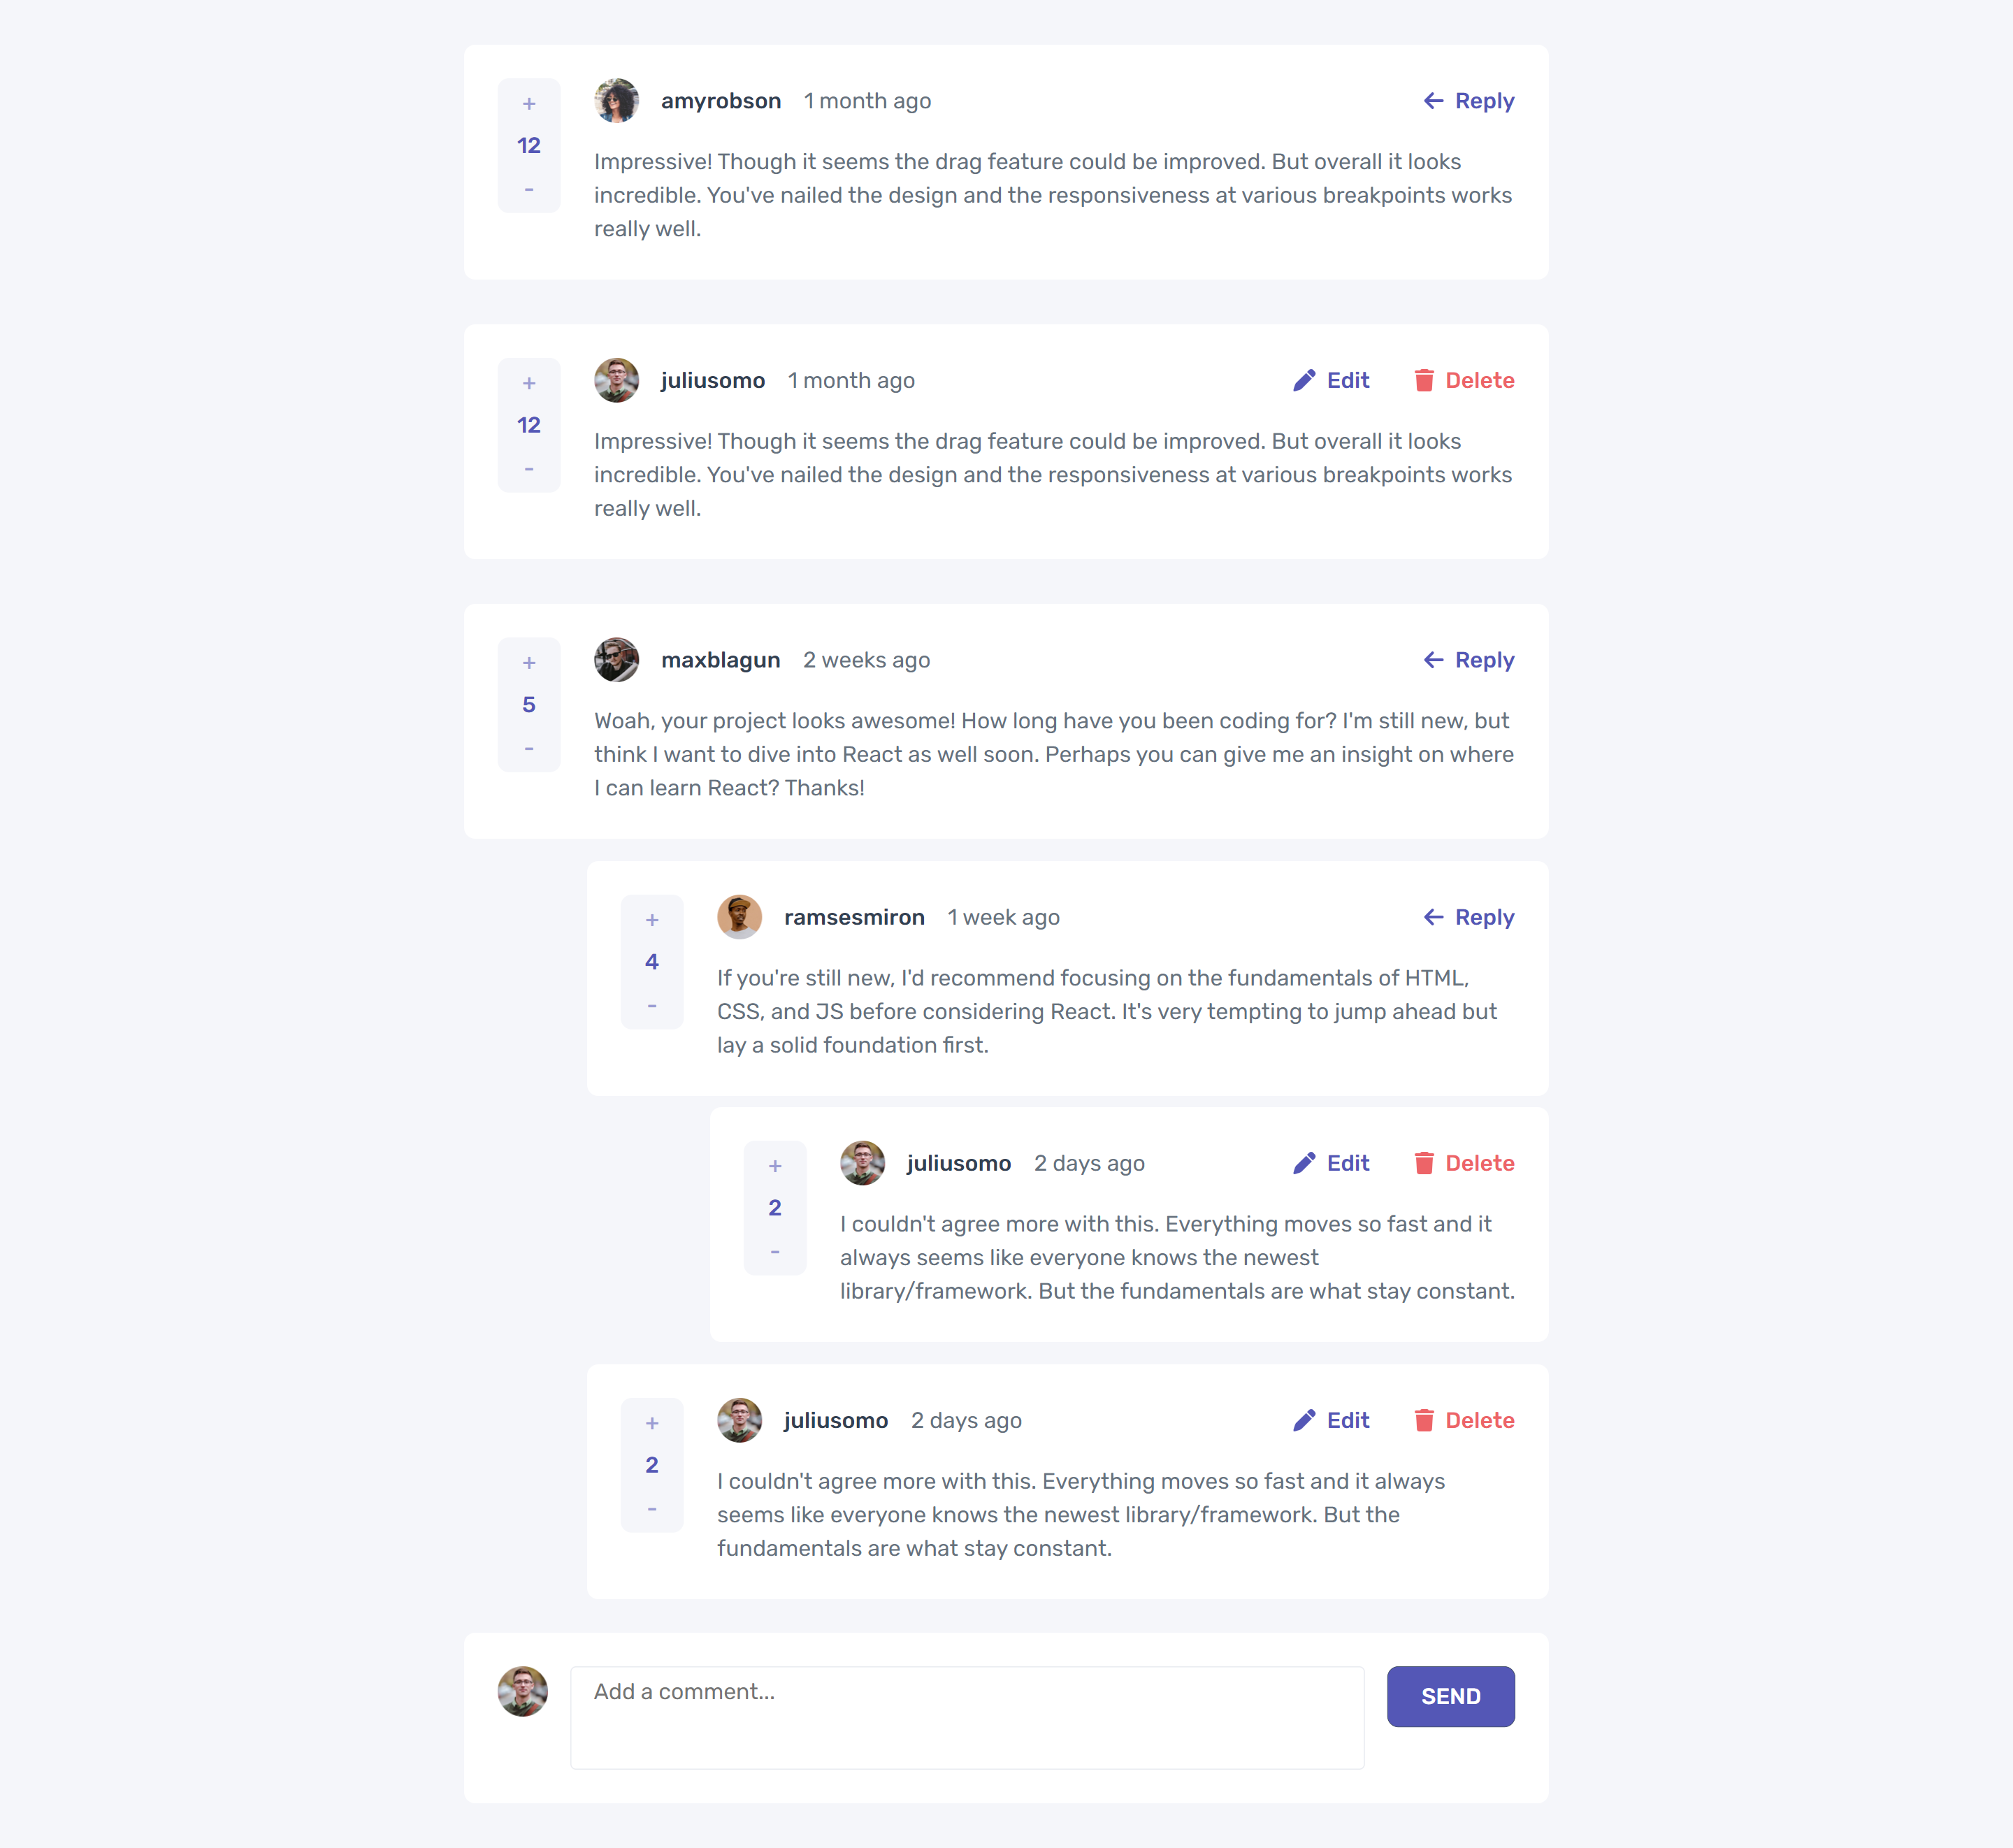 +
12
-
amyrobson 1 month ago Reply
Impressive! Though it seems the drag feature could be improved. But overall it looks
incredible. You've nailed the design and the responsiveness at various breakpoints works
really well.
+
12
-
juliusomo 1 month ago Edit Delete
Impressive! Though it seems the drag feature could be improved. But overall it looks
incredible. You've nailed the design and the responsiveness at various breakpoints works
really well.
+
5
-
maxblagun 2 weeks ago Reply
Woah, your project looks awesome! How long have you been coding for? I'm still new, but
think I want to dive into React as well soon. Perhaps you can give me an insight on where
I can learn React? Thanks!
+
4
-
ramsesmiron 1 week ago Reply
If you're still new, I'd recommend focusing on the fundamentals of HTML,
CSS, and JS before considering React. It's very tempting to jump ahead but
lay a solid foundation first.
+
2
-
juliusomo 2 days ago Edit Delete
I couldn't agree more with this. Everything moves so fast and it
always seems like everyone knows the newest
library/framework. But the fundamentals are what stay constant.
+
2
-
juliusomo 2 days ago Edit Delete
I couldn't agree more with this. Everything moves so fast and it always
seems like everyone knows the newest library/framework. But the
fundamentals are what stay constant.
Add a comment... SEND